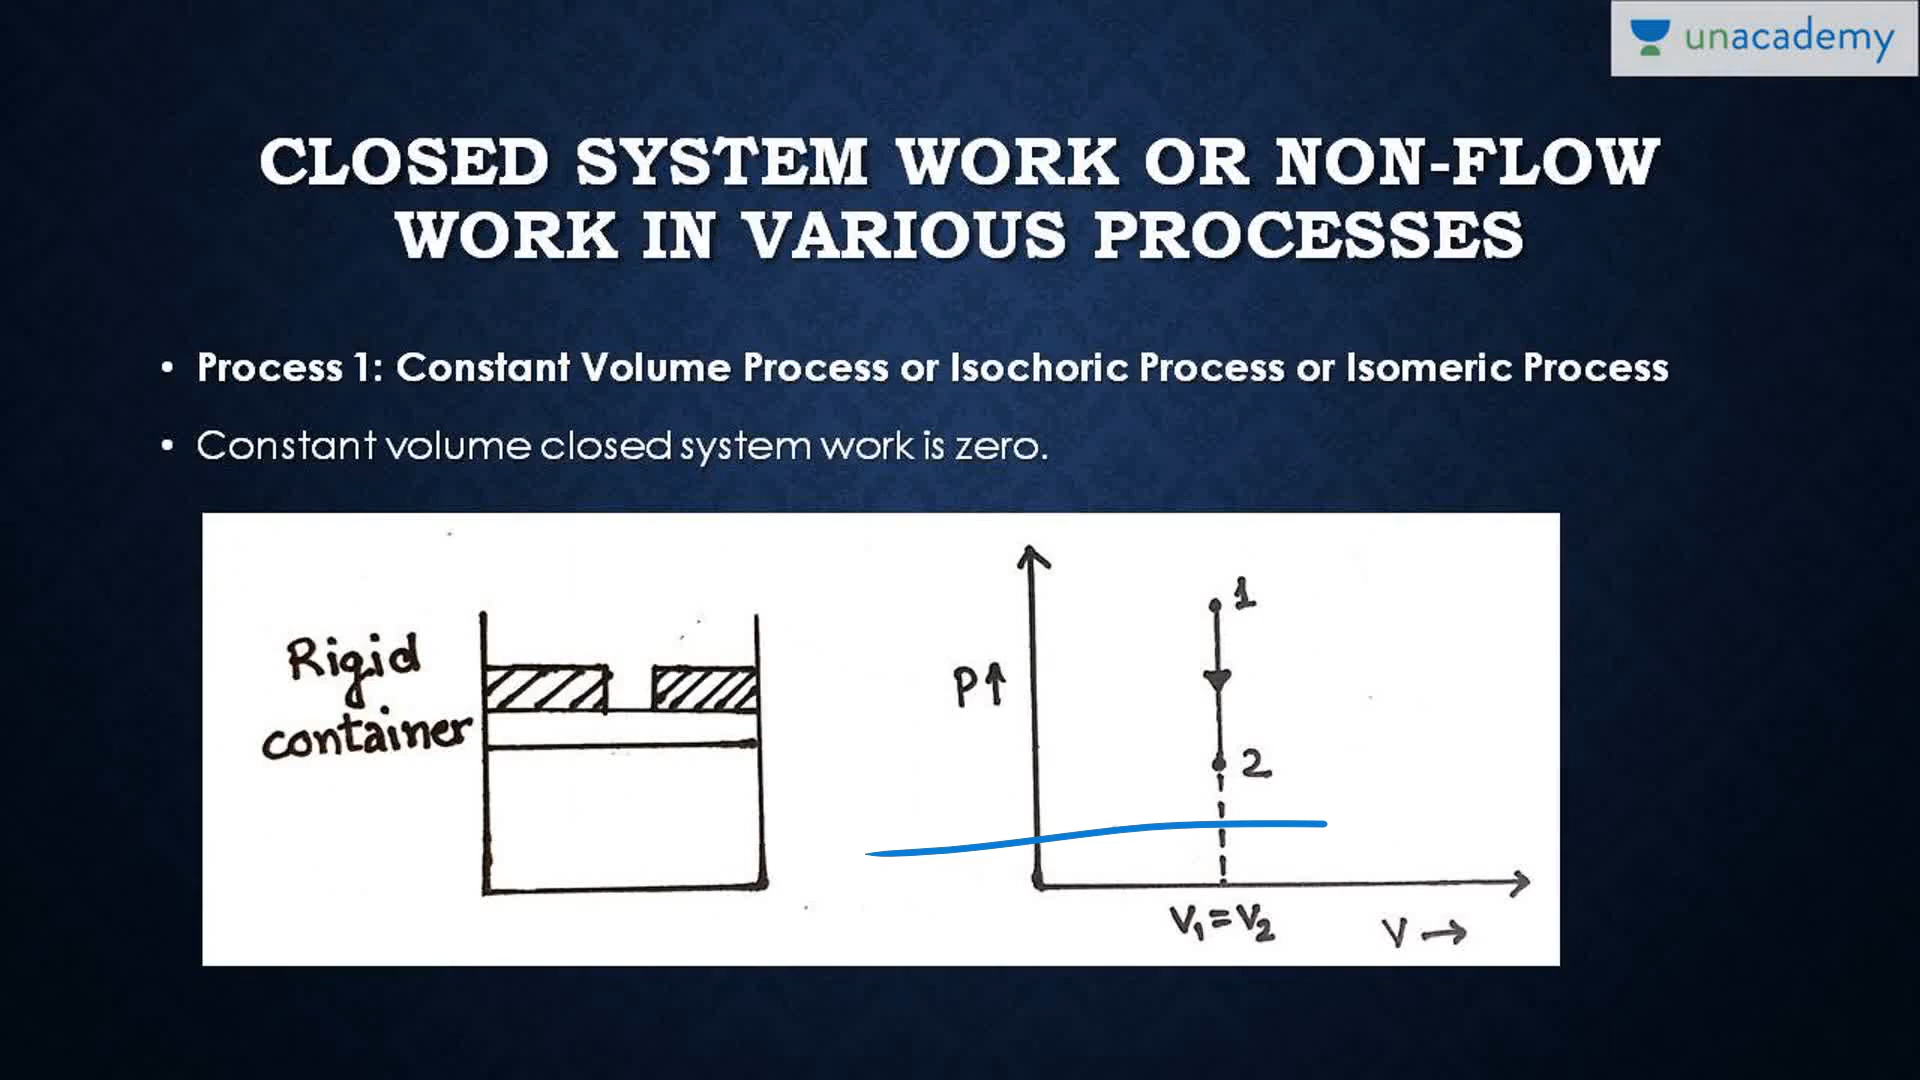 unacademy
CLOSED SYSTEM WORK OR NON-FLOW
WORK IN VARIOUS PROCESSES
• Process 1: Constant Volume Process or Isochoric Process or Isomeric Process
• Constant volume closed system work is zero.
Rigid
container
P↑
1
2
V₁=V₂
V→